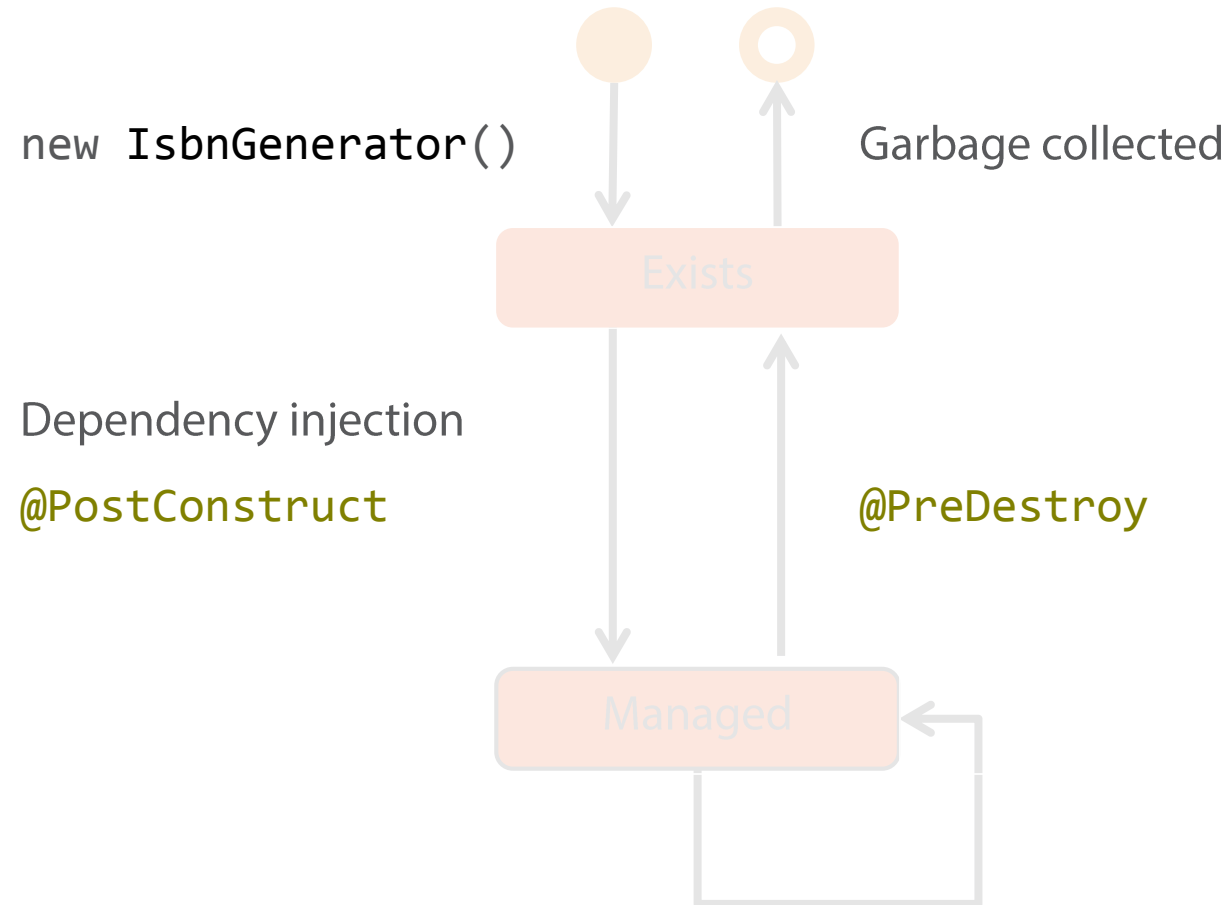 new IsbnGenerator()
Garbage collected
Exists
Dependency injection
@PostConstruct
@PreDestroy
Managed